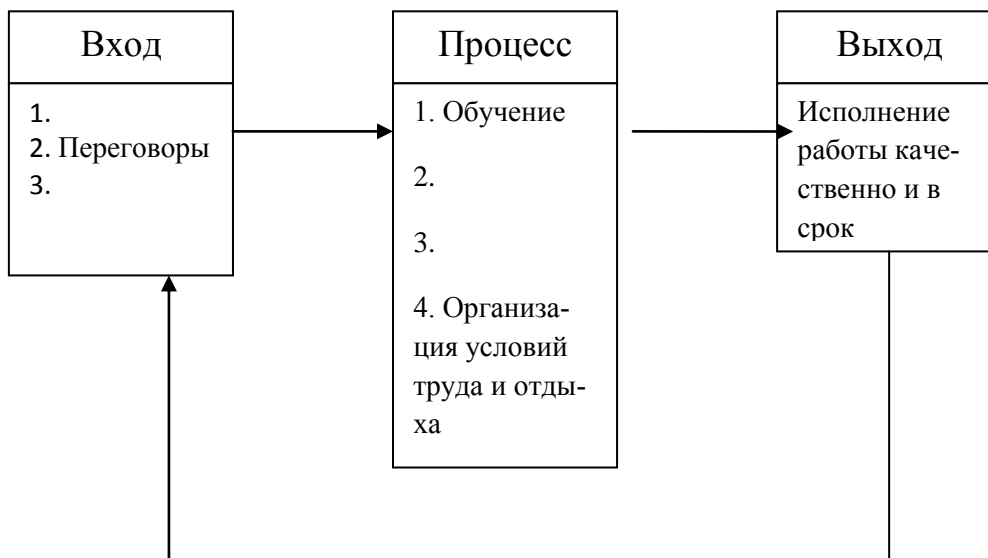 Вход
1.
2. Переговоры
3.
Процесс
1. Обучение
2.
3.
4. Организа-
ция условий
труда и отды-
ха
Выход
Исполнение
работы каче-
ственно и в
срок